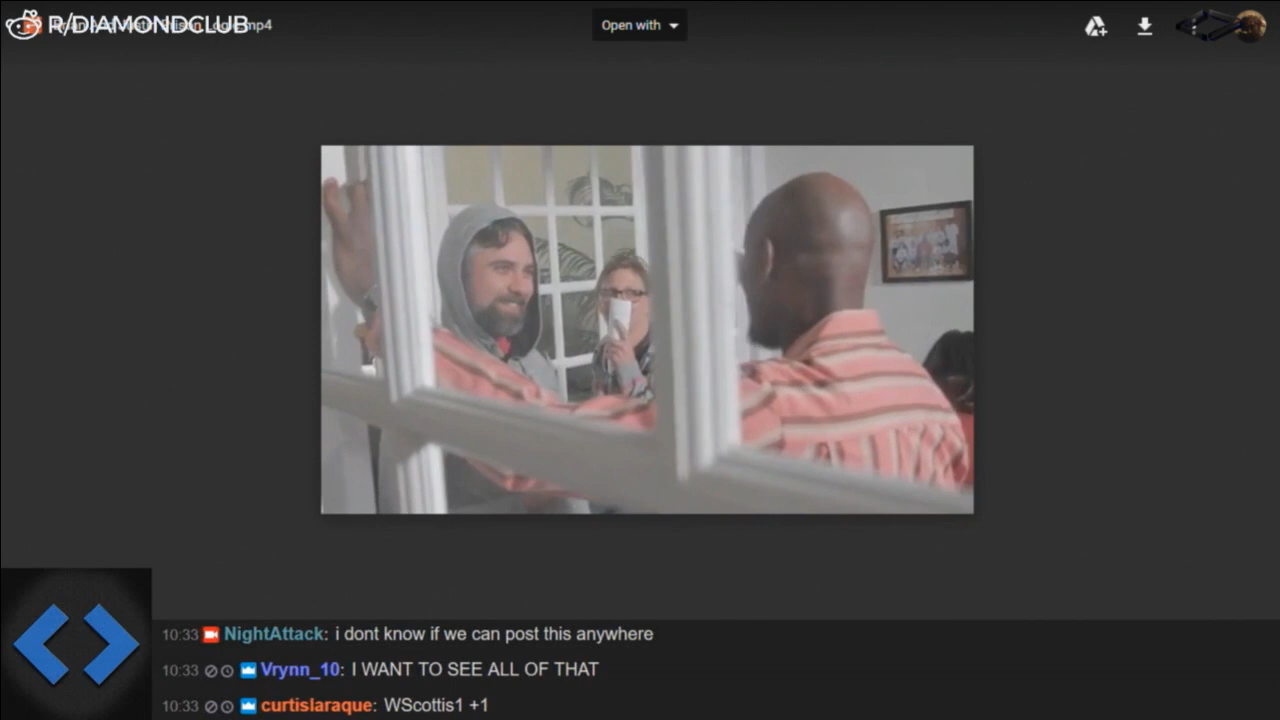 R/DIAMONDCLUB
.mp4
Open with
10:33 NightAttack: i dont know if we can post this anywhere
10:33 Vrynn_10: I WANT TO SEE ALL OF THAT
10:33 curtislaraque: WScottis1 +1